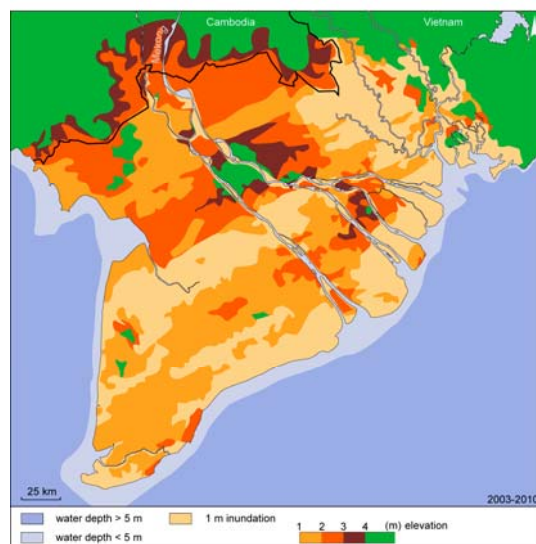 Cambodia
Vietnam
Mekong
25 km
2003-2010
water depth > 5 m
1 m inundation
1 2 3 4 (m) elevation
water depth < 5 m